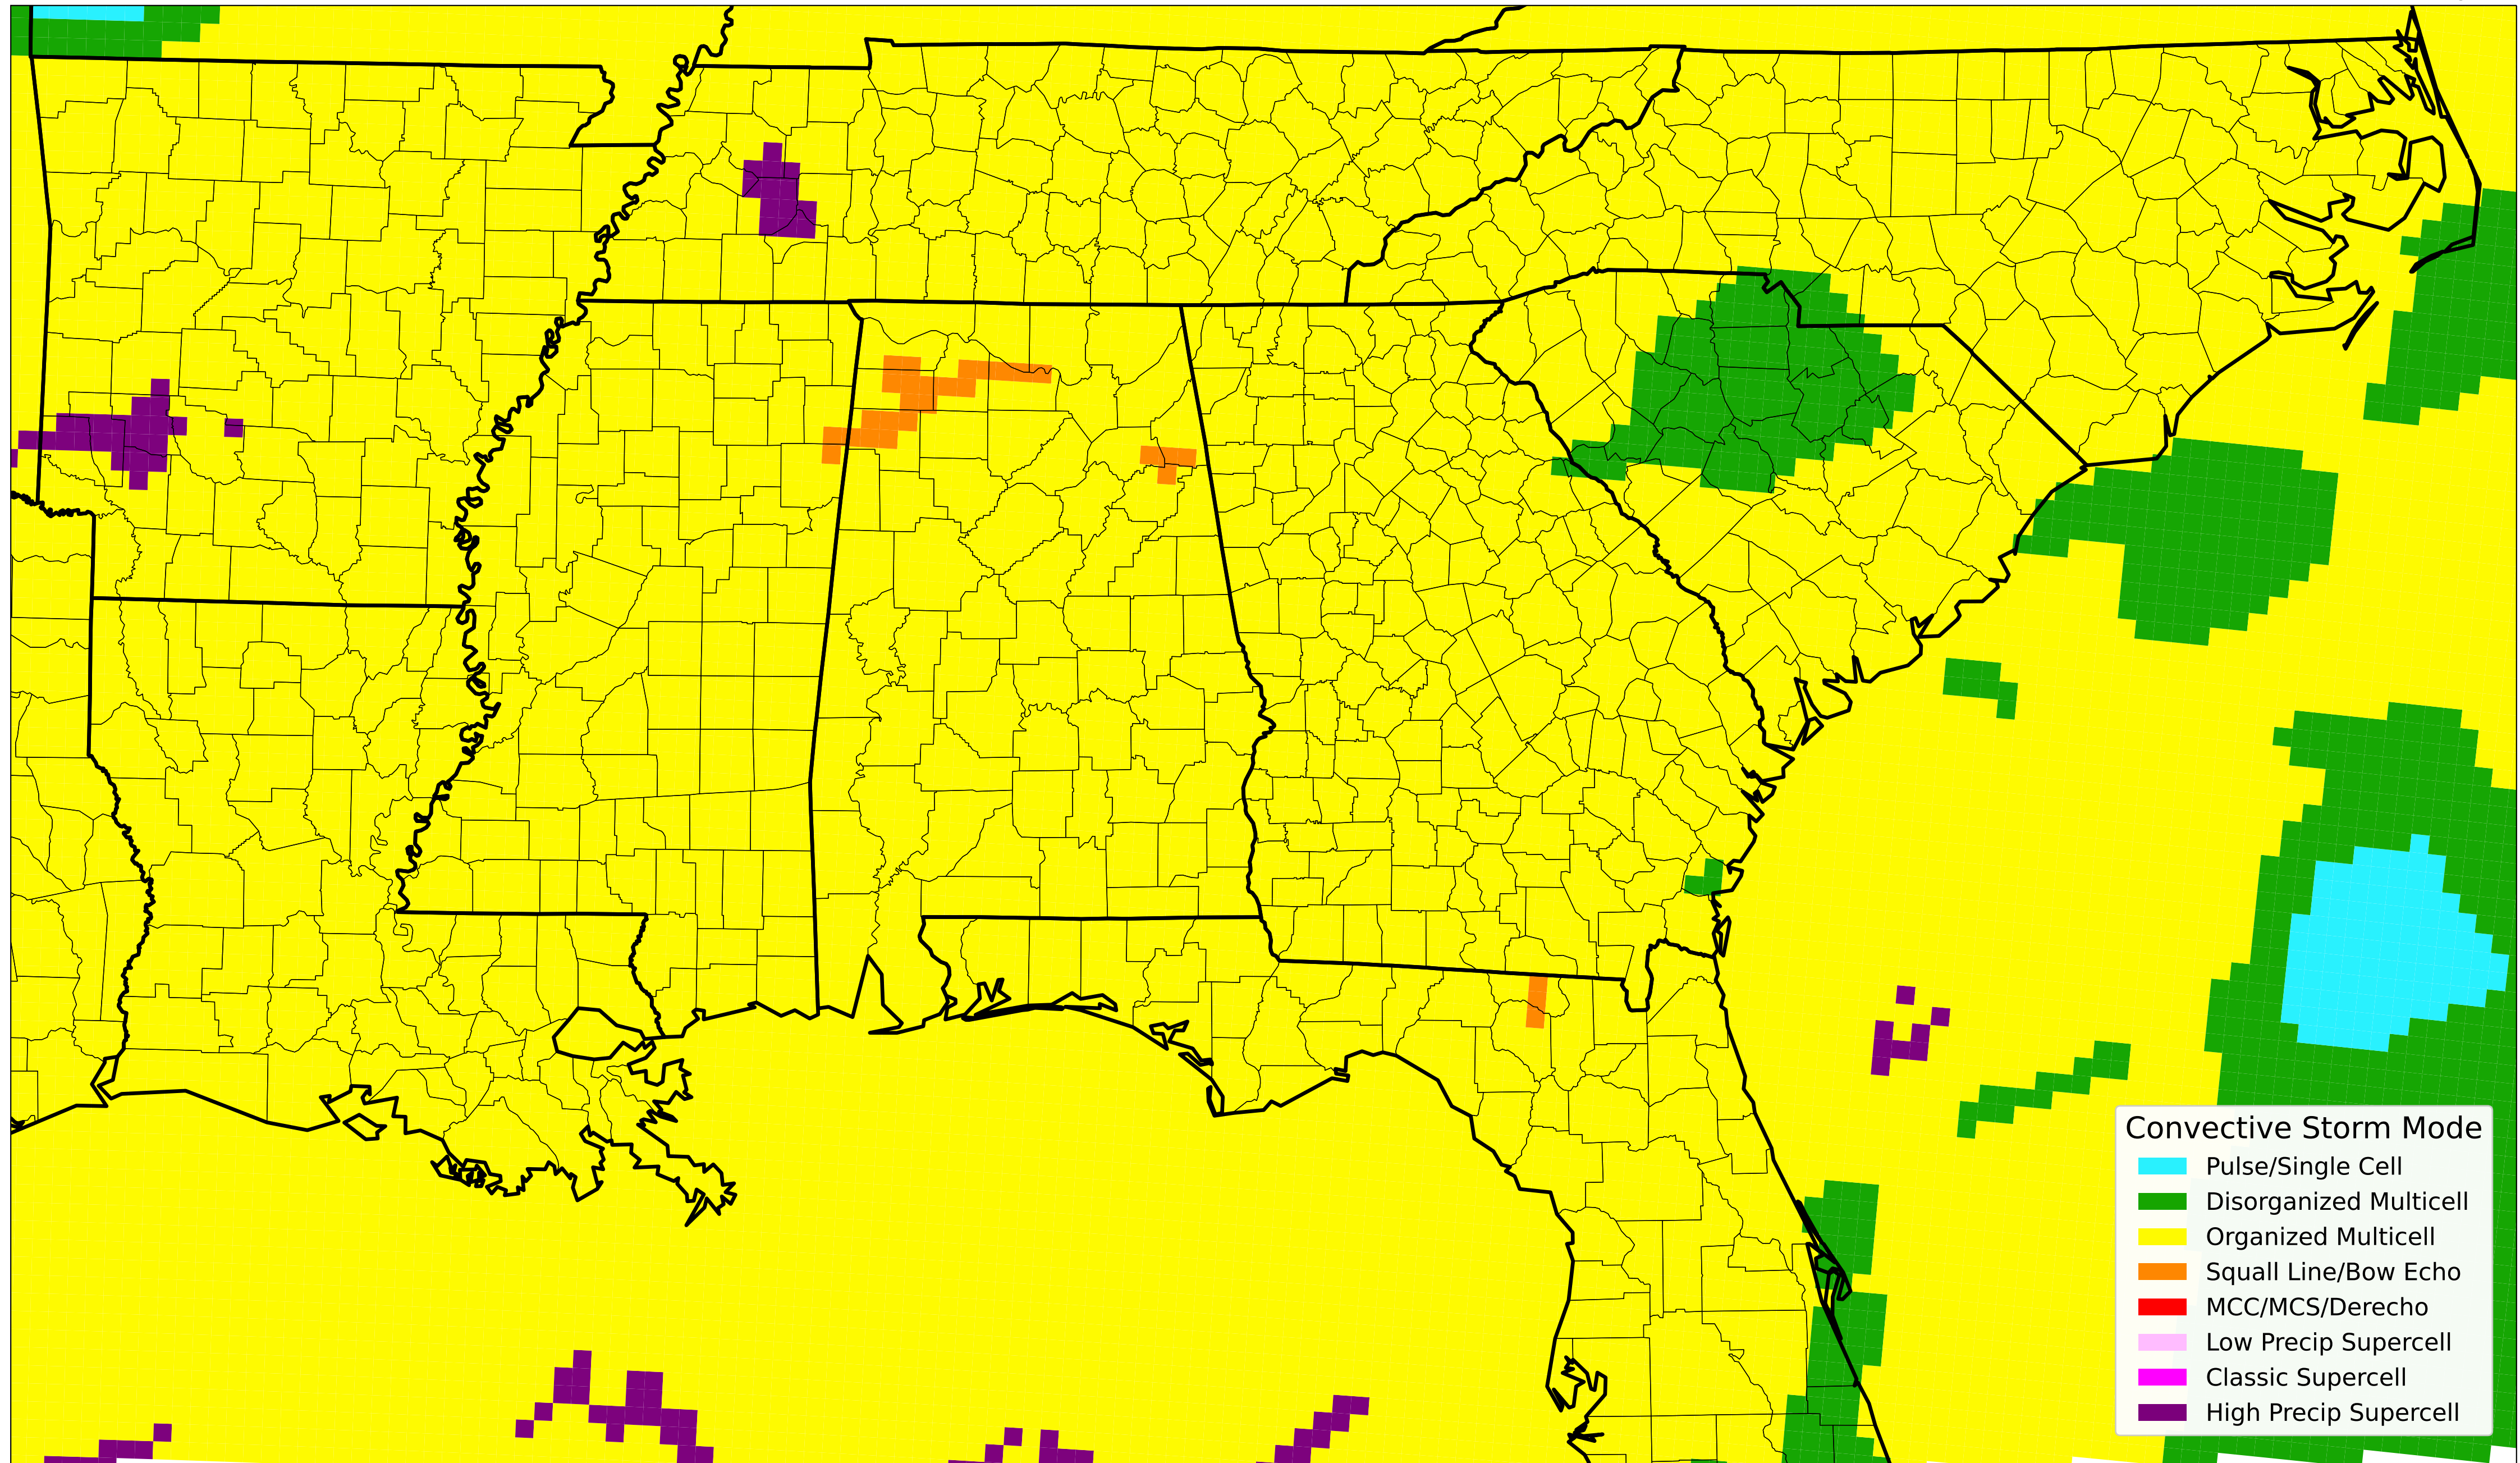 Convective Storm Mode
Pulse/Single Cell
Disorganized Multicell
Organized Multicell
Squall Line/Bow Echo
MCC/MCS/Derecho
Low Precip Supercell
Classic Supercell
High Precip Supercell